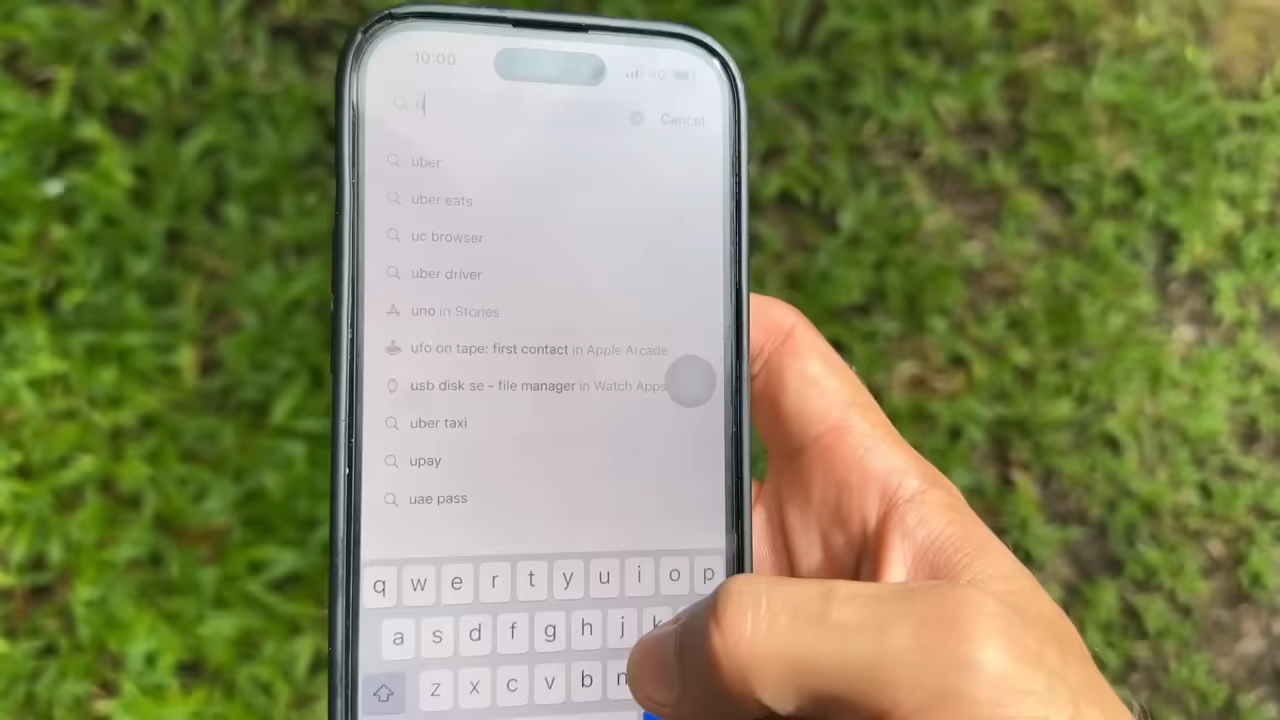 10:00
u
Cancel
uber
uber eats
uc browser
uber driver
uno in Stories
ufo on tape: first contact in Apple Arcade
usb disk se - file manager in Watch Apps
uber taxi
upay
uae pass
q w e r t y u i o p
a s d f g h j k
z x c v b n